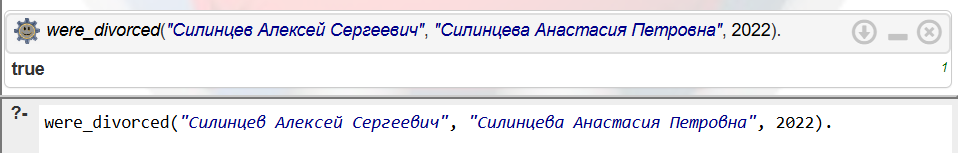 were_divorced("Силинцев Алексей Сергеевич", "Силинцева Анастасия Петровна", 2022).
true 1
?- were_divorced("Силинцев Алексей Сергеевич", "Силинцева Анастасия Петровна", 2022).